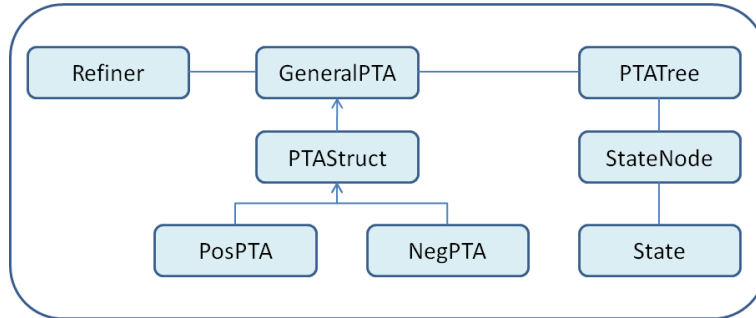 Refiner
GeneralPTA
PTATree
PTAStruct
StateNode
PosPTA
NegPTA
State